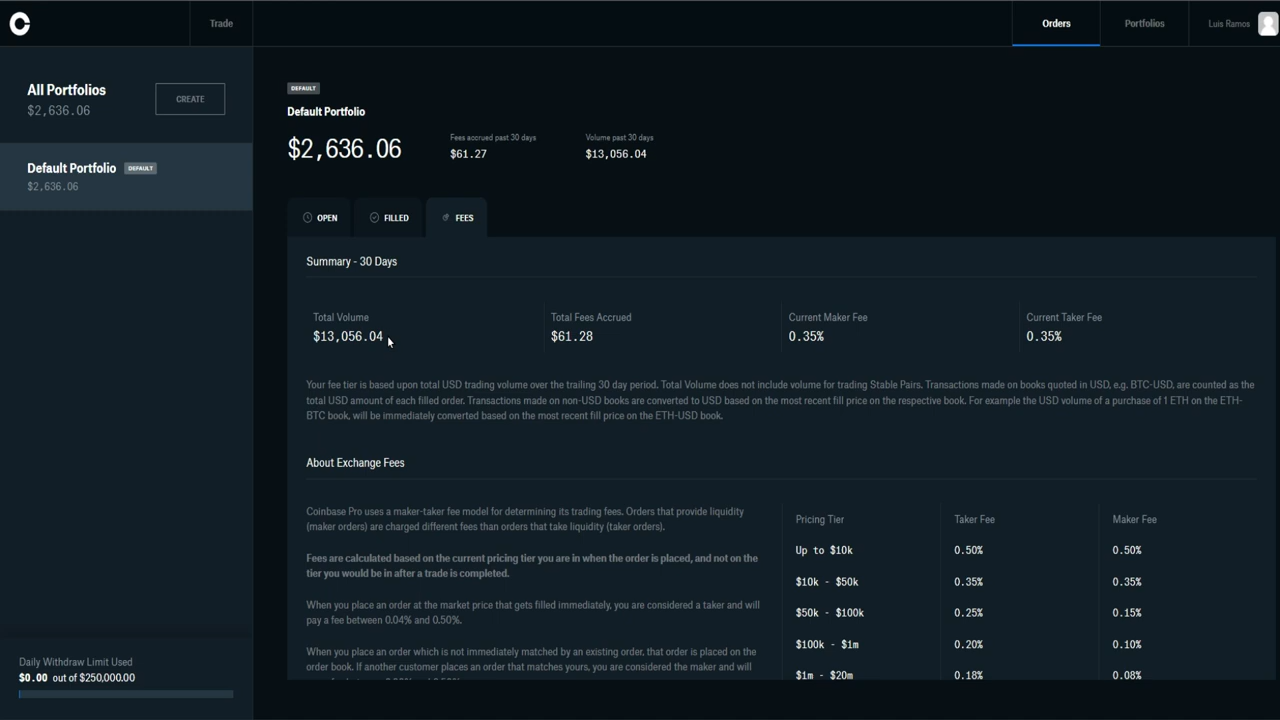 Trade
Orders
Portfolios
Luis Ramos
All Portfolios
$2,636.06
CREATE
Default Portfolio DEFAULT
$2,636.06
DEFAULT
Default Portfolio
$2,636.06
Fees accrued past 30 days
$61.27
Volume past 30 days
$13,056.04
OPEN
FILLED
FEES
Summary - 30 Days
Total Volume
$13,056.04
Total Fees Accrued
$61.28
Current Maker Fee
0.35%
Current Taker Fee
0.35%
Your fee tier is based upon total USD trading volume over the trailing 30 day period. Total Volume does not include volume for trading Stable Pairs. Transactions made on books quoted in USD, e.g. BTC-USD, are counted as the
total USD amount of each filled order. Transactions made on non-USD books are converted to USD based on the most recent fill price on the respective book. For example the USD volume of a purchase of 1 ETH on the ETH-
BTC book, will be immediately converted based on the most recent fill price on the ETH-USD book.
About Exchange Fees
Coinbase Pro uses a maker-taker fee model for determining its trading fees. Orders that provide liquidity
(maker orders) are charged different fees than orders that take liquidity (taker orders).
Fees are calculated based on the current pricing tier you are in when the order is placed, and not on the
tier you would be in after a trade is completed.
When you place an order at the market price that gets filled immediately, you are considered a taker and will
pay a fee between 0.04% and 0.50%.
When you place an order which is not immediately matched by an existing order, that order is placed on the
order book. If another customer places an order that matches yours, you are considered the maker and will
Pricing Tier Taker Fee Maker Fee
Up to $10k 0.50% 0.50%
$10k - $50k 0.35% 0.35%
$50k - $100k 0.25% 0.15%
$100k - $1m 0.20% 0.10%
$1m - $20m 0.18% 0.08%
Daily Withdraw Limit Used
$0.00 out of $250,000.00